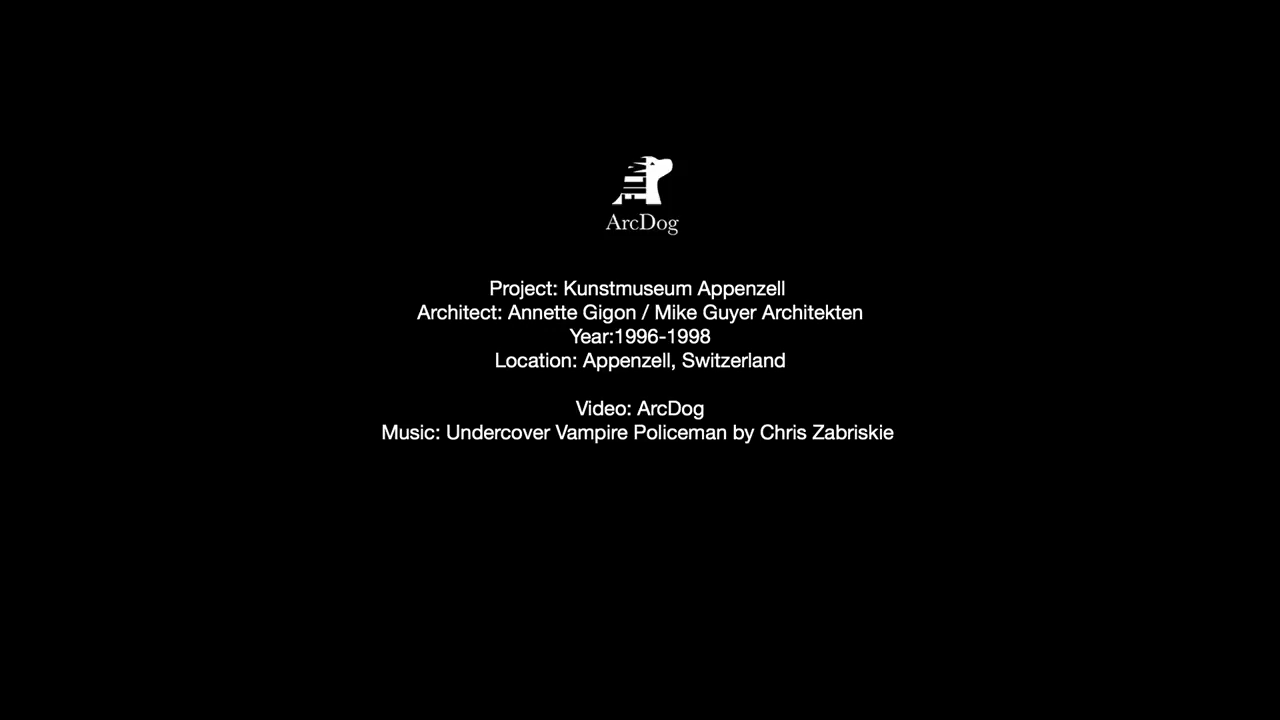 FILM
ArcDog
Project: Kunstmuseum Appenzell
Architect: Annette Gigon / Mike Guyer Architekten
Year:1996-1998
Location: Appenzell, Switzerland
Video: ArcDog
Music: Undercover Vampire Policeman by Chris Zabriskie